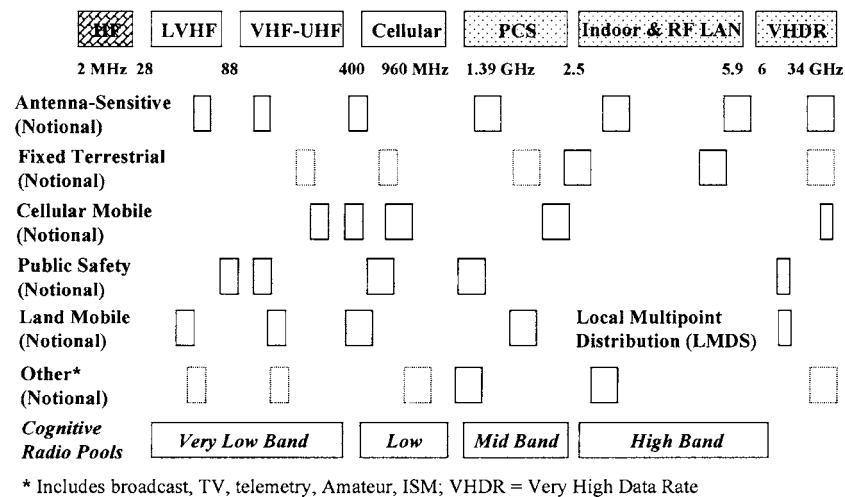 HF LVHF VHF-UHF Cellular PCS Indoor & RF LAN VHDR
2 MHz 28 88 400 960 MHz 1.39 GHz 2.5 5.9 6 34 GHz
Antenna-Sensitive
(Notional)
Fixed Terrestrial
(Notional)
Cellular Mobile
(Notional)
Public Safety
(Notional)
Land Mobile
(Notional)
Local Multipoint
Distribution (LMDS)
Other*
(Notional)
Cognitive
Radio Pools
Very Low Band Low Mid Band High Band
* Includes broadcast, TV, telemetry, Amateur, ISM; VHDR = Very High Data Rate